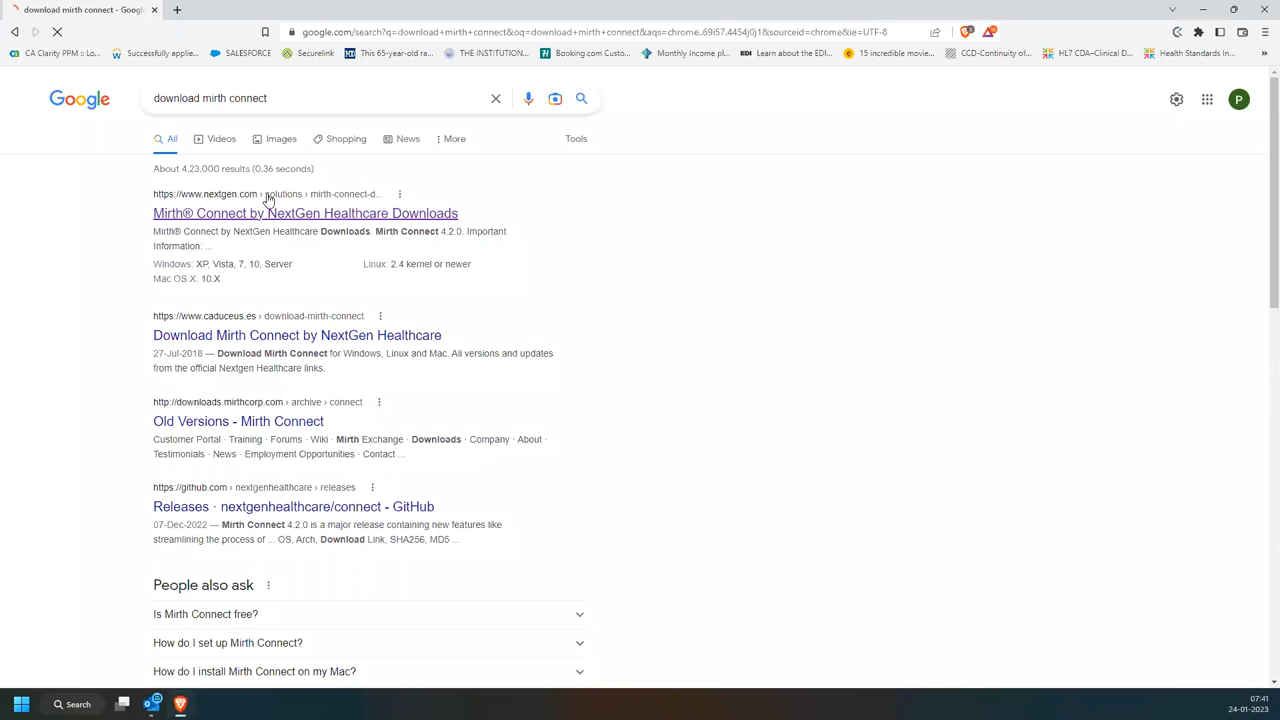 download mirth connect - Google
google.com/search?q=download+mirth+connect&oq=download+mirth+connect&aqs=chrome..69i57.4454j0j1&sourceid=chrome&ie=UTF-8
CA Clarity PPM :: Lo... Successfully applie... SALESFORCE Securelink This 65-year-old ra... THE INSTITUTION... Booking.com Custo... Monthly Income pl... Learn about the EDI... 15 incredible movie... CCD-Continuity of... HL7 CDA–Clinical D... Health Standards In...
Google
download mirth connect
P
All Videos Images Shopping News More Tools
About 4,23,000 results (0.36 seconds)
https://www.nextgen.com › solutions › mirth-connect-d...
Mirth® Connect by NextGen Healthcare Downloads
Mirth® Connect by NextGen Healthcare Downloads. Mirth Connect 4.2.0. Important
Information: ...
Windows: XP, Vista, 7, 10, Server Linux: 2.4 kernel or newer
Mac OS X: 10.X
https://www.caduceus.es › download-mirth-connect
Download Mirth Connect by NextGen Healthcare
27-Jul-2018 — Download Mirth Connect for Windows, Linux and Mac. All versions and updates
from the official Nextgen Healthcare links.
http://downloads.mirthcorp.com › archive › connect
Old Versions - Mirth Connect
Customer Portal · Training · Forums · Wiki · Mirth Exchange · Downloads · Company · About ·
Testimonials · News · Employment Opportunities · Contact ...
https://github.com › nextgenhealthcare › releases
Releases · nextgenhealthcare/connect - GitHub
07-Dec-2022 — Mirth Connect 4.2.0 is a major release containing new features like
streamlining the process of ... OS, Arch, Download Link, SHA256, MD5 ...
People also ask
Is Mirth Connect free?
How do I set up Mirth Connect?
How do I install Mirth Connect on my Mac?
Search
07:41
24-01-2023